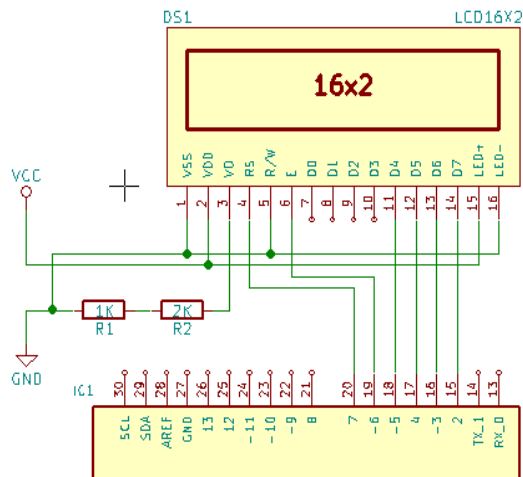 DS1 LCD16X2
16x2
VSS VDD VO RS R/W E D0 D1 D2 D3 D4 D5 D6 D7 LED+ LED-
1 2 3 4 5 6 7 8 9 10 11 12 13 14 15 16
VCC
1K 2K
R1 R2
GND
IC1
30 29 28 27 26 25 24 23 22 21 20 19 18 17 16 15 14 13
SCL SDA AREF GND 13 12 ~11 ~10 ~9 8 7 ~6 ~5 4 ~3 2 TX_1 RX_0